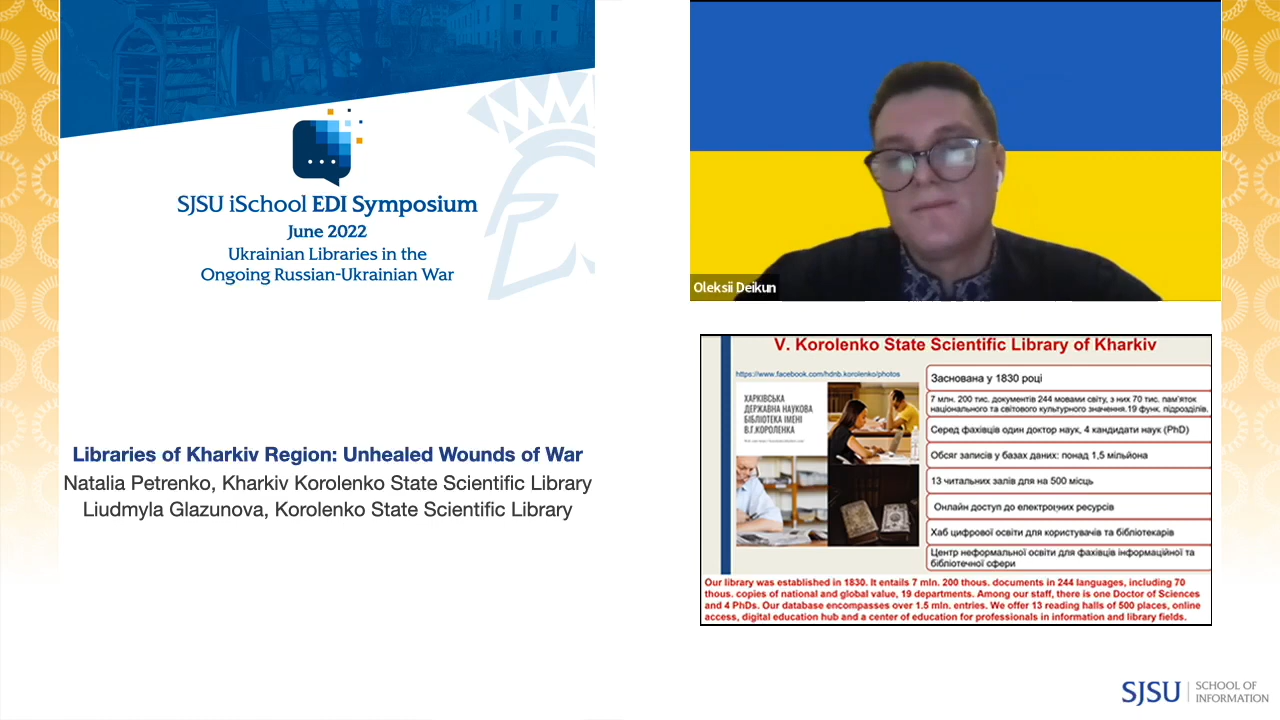 SJSU iSchool EDI Symposium
June 2022
Ukrainian Libraries in the
Ongoing Russian-Ukrainian War
Libraries of Kharkiv Region: Unhealed Wounds of War
Natalia Petrenko, Kharkiv Korolenko State Scientific Library
Liudmyla Glazunova, Korolenko State Scientific Library
Oleksii Deikun
V. Korolenko State Scientific Library of Kharkiv
https://www.facebook.com/hdnb.korolenko/photos
ХАРКІВСЬКА
ДЕРЖАВНА НАУКОВА
БІБЛІОТЕКА ІМЕНІ
В.Г.КОРОЛЕНКА
Заснована у 1830 році
7 млн. 200 тис. документів 244 мовами світу, з них 70 тис. пам'яток
національного та світового культурного значення.19 функ. підрозділів.
Серед фахівців один доктор наук, 4 кандидати наук (PhD)
Обсяг записів у базах даних: понад 1,5 мільйона
13 читальних залів для на 500 місць
Онлайн доступ до електронних ресурсів
Хаб цифрової освіти для користувачів та бібліотекарів
Центр неформальної освіти для фахівців інформаційної та
бібліотечної сфери
Our library was established in 1830. It entails 7 mln. 200 thous. documents in 244 languages, including 70
thous. copies of national and global value, 19 departments. Among our staff, there is one Doctor of Sciences
and 4 PhDs. Our database encompasses over 1.5 mln. entries. We offer 13 reading halls of 500 places, online
access, digital education hub and a center of education for professionals in information and library fields.
SJSU SCHOOL OF
INFORMATION